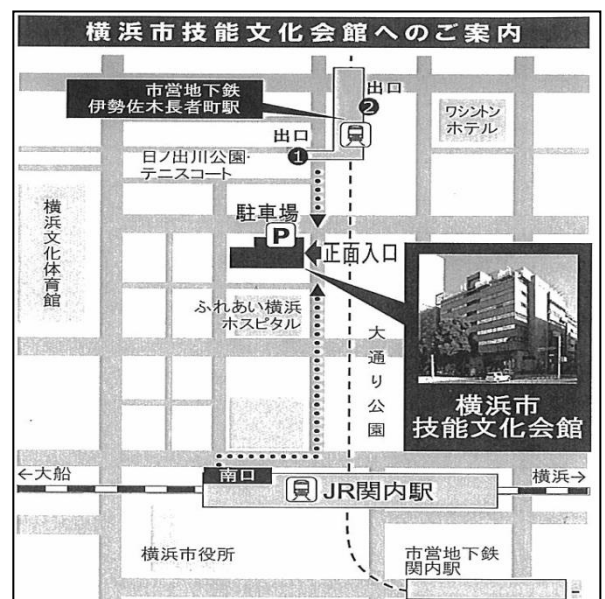 横浜市技能文化会館へのご案内
市営地下鉄
伊勢佐木長者町駅
出口
2
ワシントン
ホテル
出口
1
日ノ出川公園・
テニスコート
駐車場
P
正面入口
横浜文化体育館
ふれあい横浜
ホスピタル
大通り公園
横浜市
技能文化会館
←大船
南口
横浜→
JR関内駅
横浜市役所
市営地下鉄
関内駅